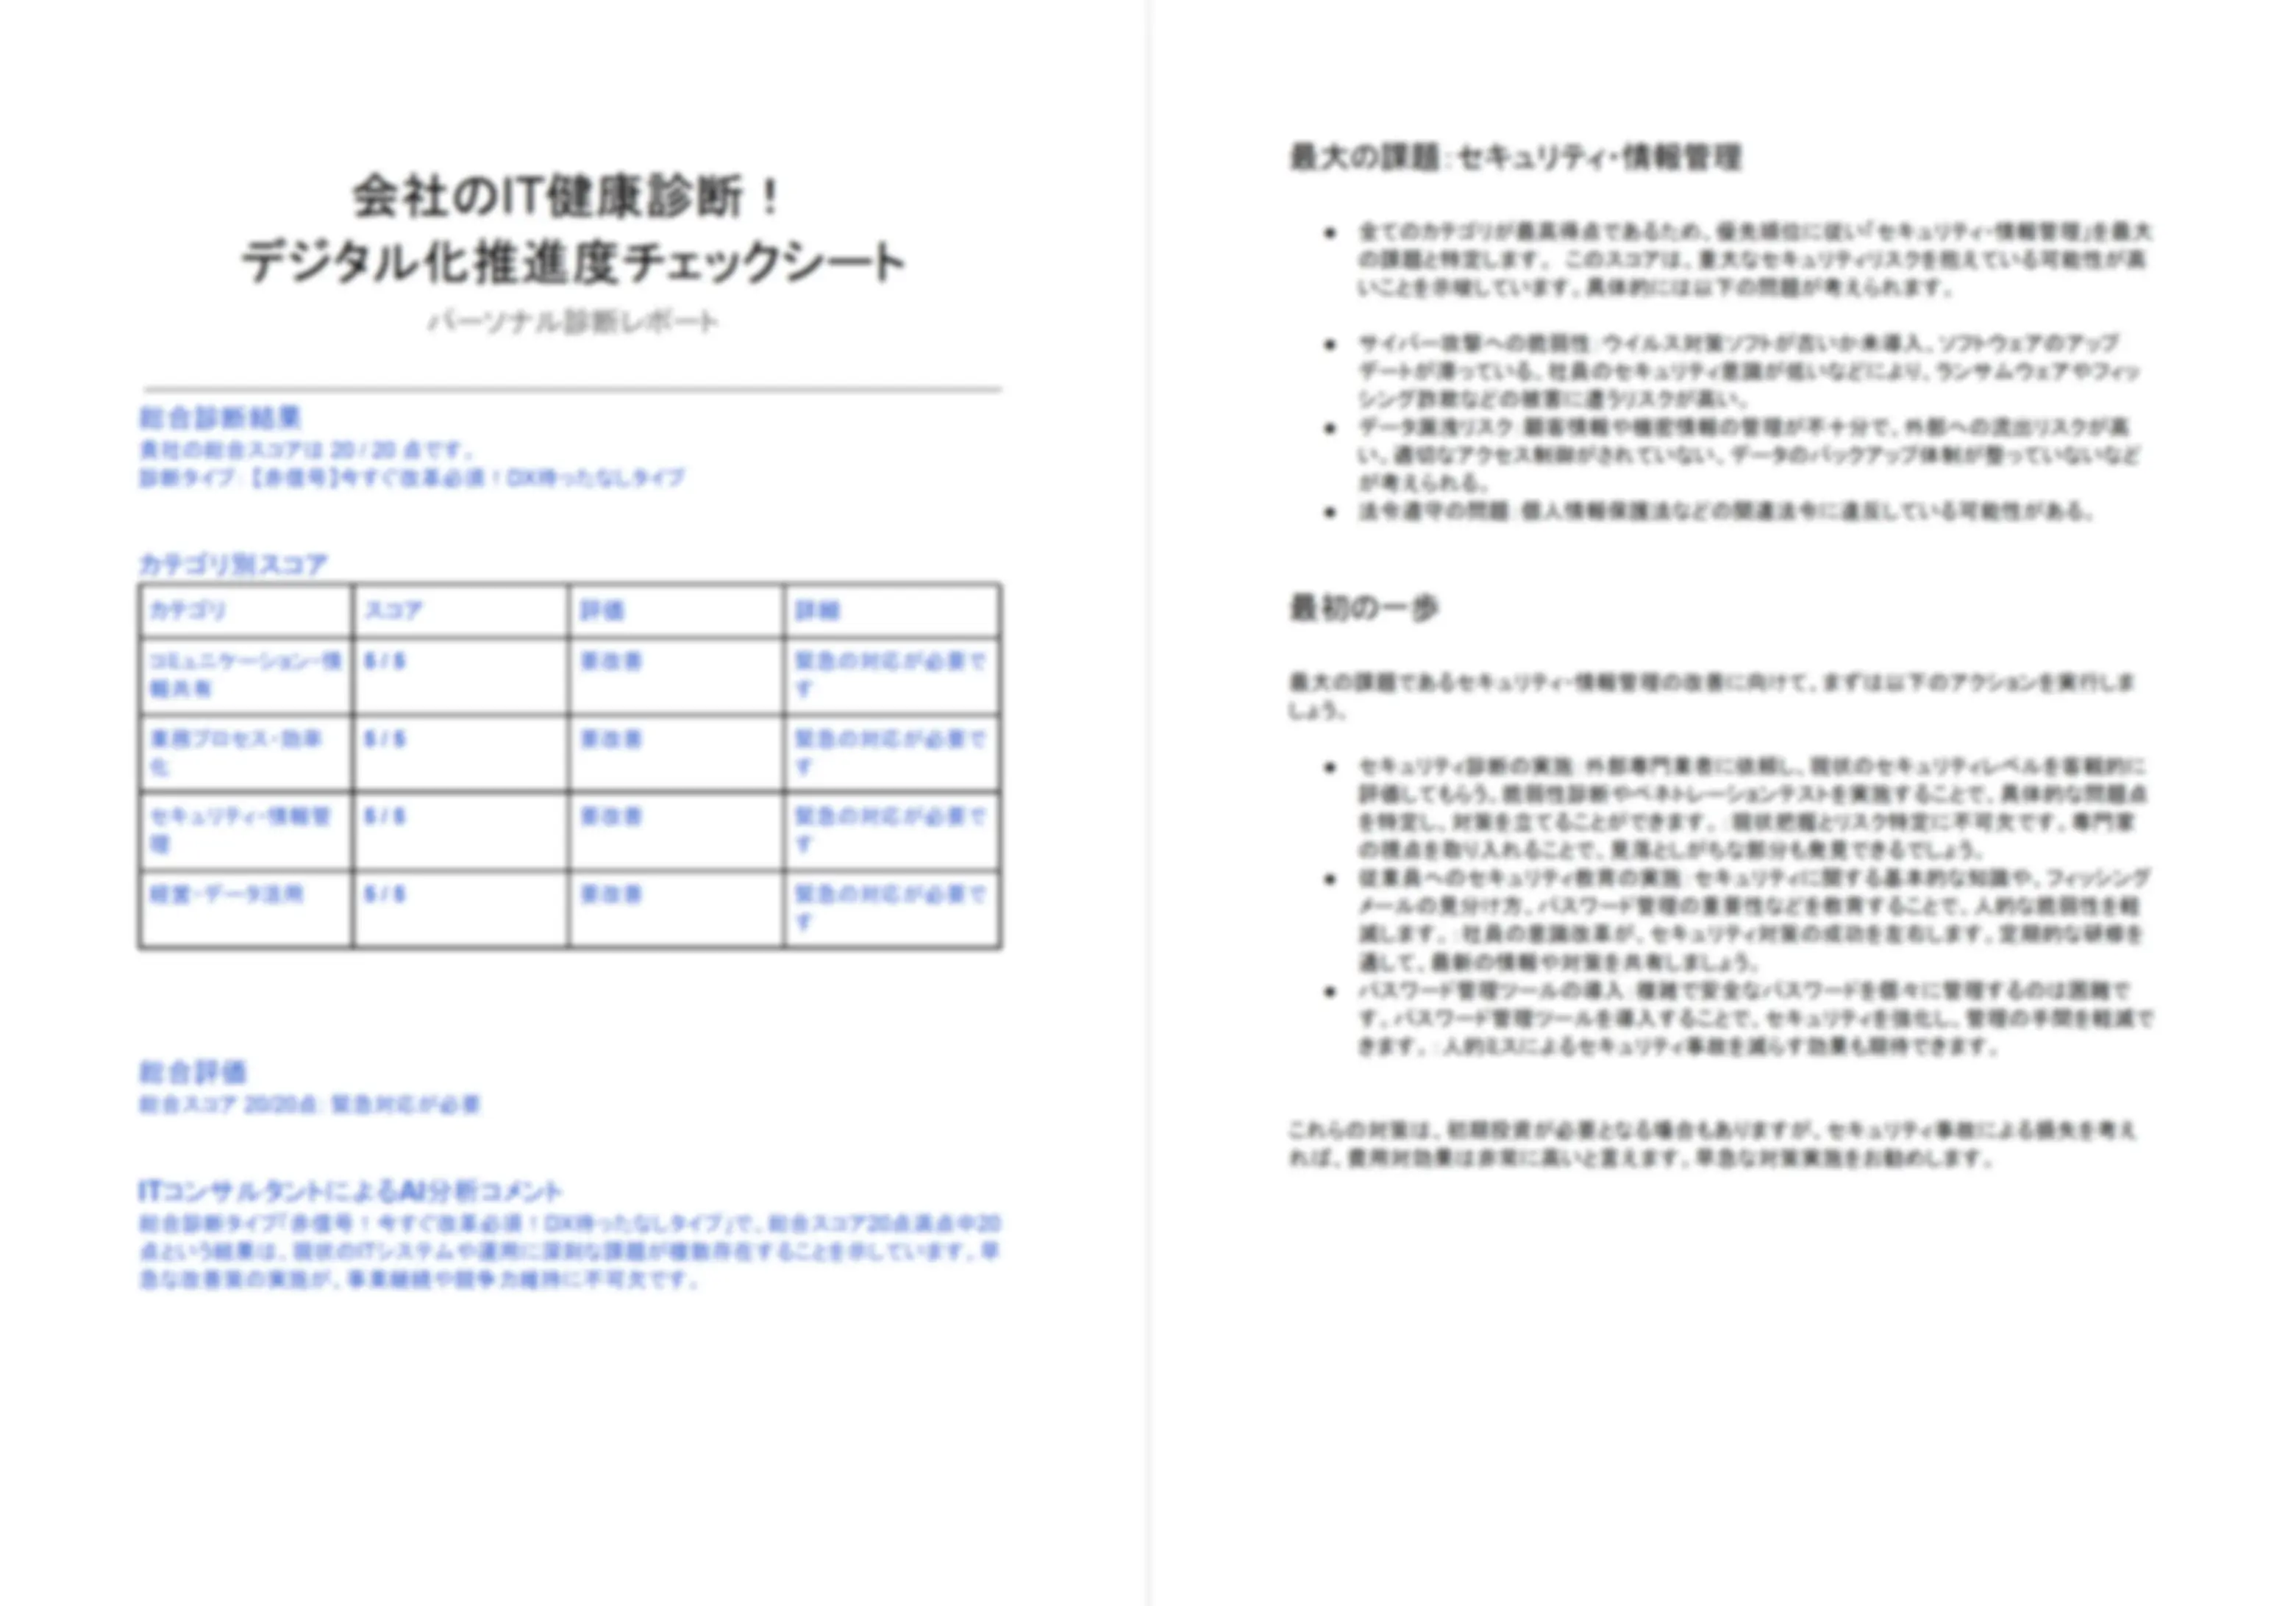 会社のIT健康診断！
デジタル化推進度チェックシート
パーソナル診断レポート
総合診断結果
貴社の総合スコアは 20 / 20 点です。
診断タイプ：【赤信号】今すぐ改革必須！DX待ったなしタイプ
カテゴリ別スコア
カテゴリ スコア 評価 詳細
コミュニケーション・情 5 / 5 要改善 緊急の対応が必要で
報共有 す
業務プロセス・効率 5 / 5 要改善 緊急の対応が必要で
化 す
セキュリティ・情報管 5 / 5 要改善 緊急の対応が必要で
理 す
経営・データ活用 5 / 5 要改善 緊急の対応が必要で
す
総合評価
総合スコア 20/20点: 緊急対応が必要
ITコンサルタントによるAI分析コメント
総合診断タイプ「赤信号！今すぐ改革必須！DX待ったなしタイプ」で、総合スコア20点満点中20
点という結果は、現状のITシステムや運用に深刻な課題が複数存在することを示しています。早
急な改善策の実施が、事業継続や競争力維持に不可欠です。
最大の課題：セキュリティ・情報管理
● 全てのカテゴリが最高得点であるため、優先順位に従い「セキュリティ・情報管理」を最大
の課題と特定します。 このスコアは、重大なセキュリティリスクを抱えている可能性が高
いことを示唆しています。具体的には以下の問題が考えられます。
● サイバー攻撃への脆弱性：ウイルス対策ソフトが古いか未導入、ソフトウェアのアップ
デートが滞っている、社員のセキュリティ意識が低いなどにより、ランサムウェアやフィッ
シング詐欺などの被害に遭うリスクが高い。
● データ漏洩リスク：顧客情報や機密情報の管理が不十分で、外部への流出リスクが高
い。適切なアクセス制御がされていない、データのバックアップ体制が整っていないなど
が考えられる。
● 法令遵守の問題：個人情報保護法などの関連法令に違反している可能性がある。
最初の一歩
最大の課題であるセキュリティ・情報管理の改善に向けて、まずは以下のアクションを実行しま
しょう。
● セキュリティ診断の実施：外部専門業者に依頼し、現状のセキュリティレベルを客観的に
評価してもらう。脆弱性診断やペネトレーションテストを実施することで、具体的な問題点
を特定し、対策を立てることができます。：現状把握とリスク特定に不可欠です。専門家
の視点を取り入れることで、見落としがちな部分も発見できるでしょう。
● 従業員へのセキュリティ教育の実施：セキュリティに関する基本的な知識や、フィッシング
メールの見分け方、パスワード管理の重要性などを教育することで、人的な脆弱性を軽
減します。：社員の意識改革が、セキュリティ対策の成功を左右します。定期的な研修を
通して、最新の情報や対策を共有しましょう。
● パスワード管理ツールの導入：複雑で安全なパスワードを個々に管理するのは困難で
す。パスワード管理ツールを導入することで、セキュリティを強化し、管理の手間を軽減で
きます。：人的ミスによるセキュリティ事故を減らす効果も期待できます。
これらの対策は、初期投資が必要となる場合もありますが、セキュリティ事故による損失を考え
れば、費用対効果は非常に高いと言えます。早急な対策実施をお勧めします。